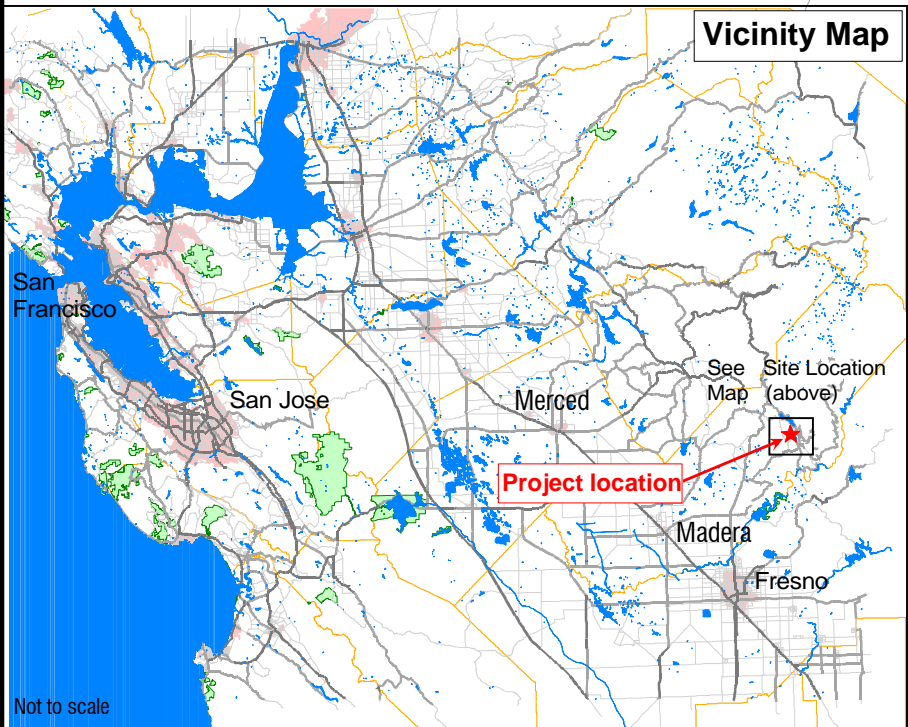 Vicinity Map
San
Francisco
San Jose
Merced
See Site Location
Map (above)
Project location
Madera
Fresno
Not to scale